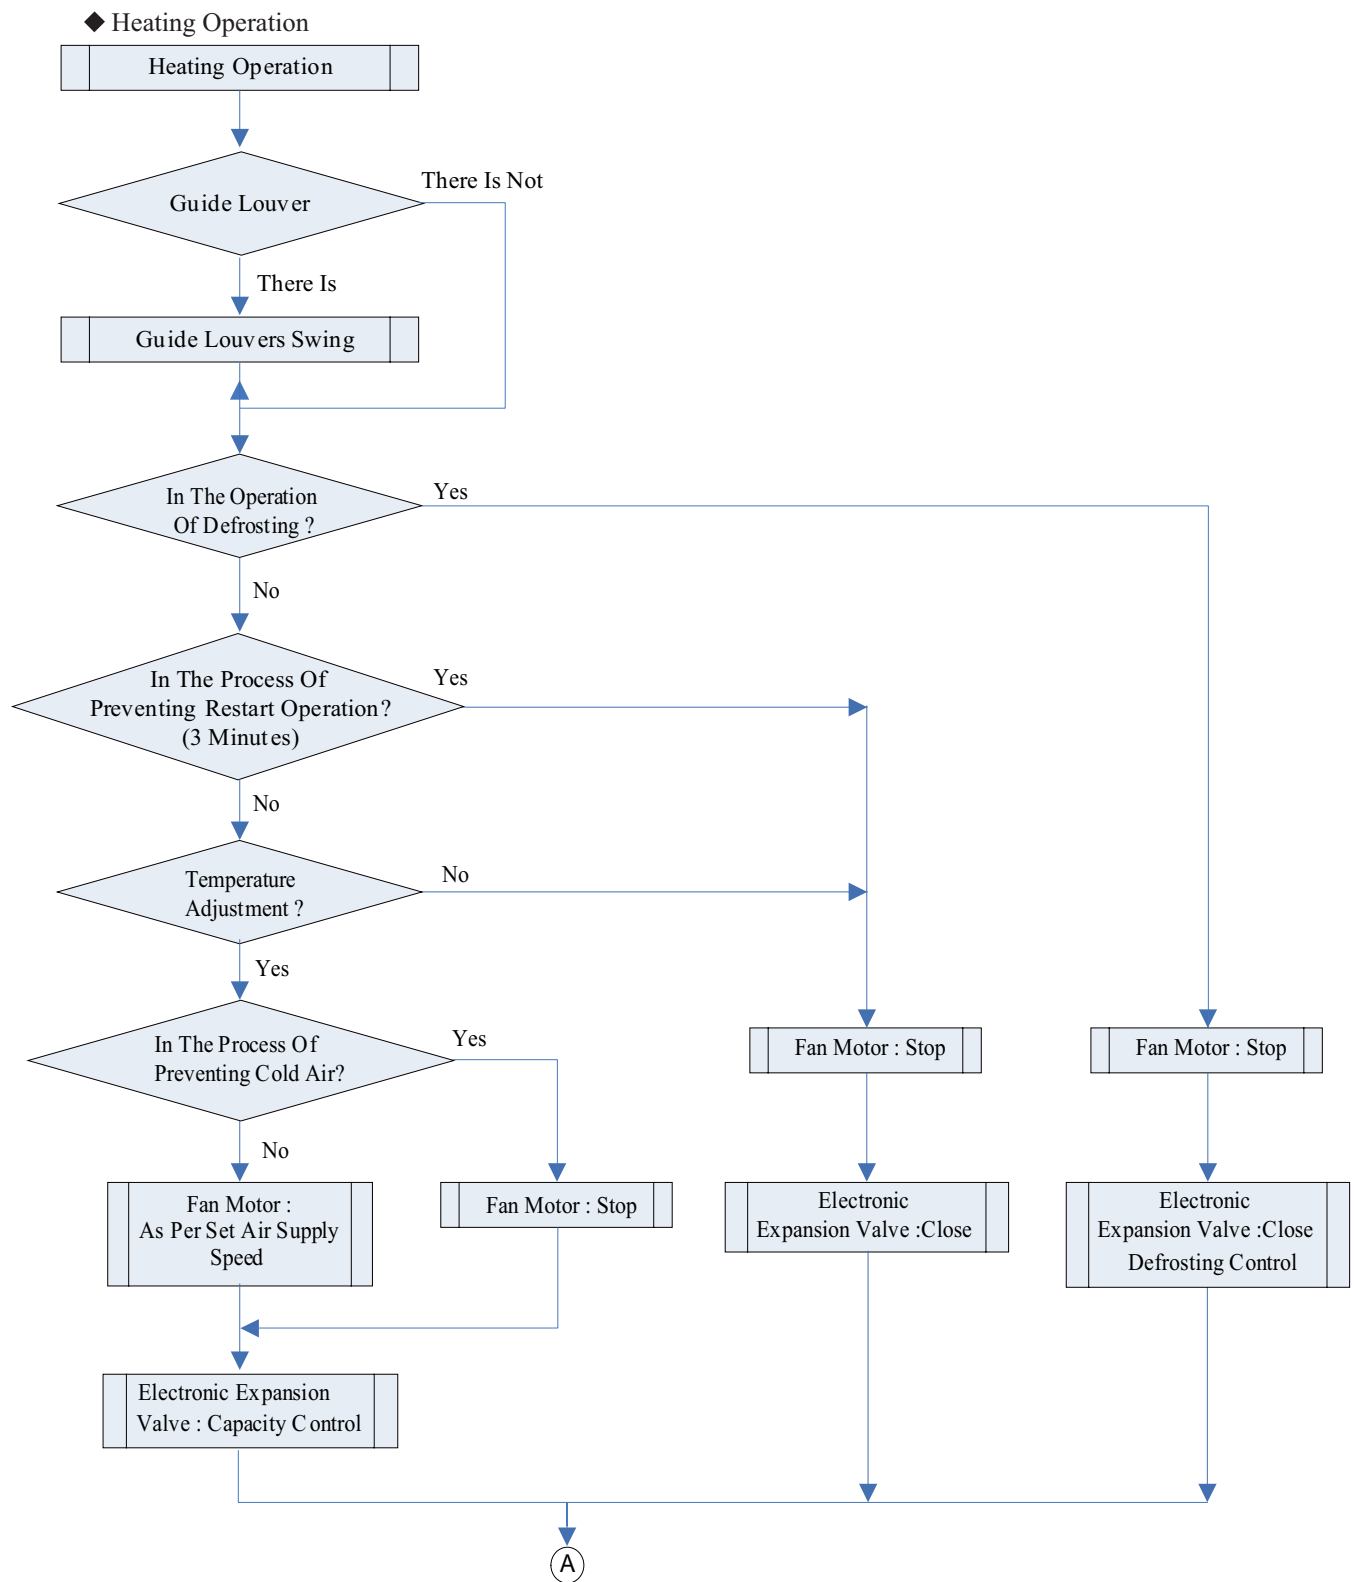 ◆ Heating Operation
Heating Operation
There Is Not
Guide Louver
There Is
Guide Louvers Swing
In The Operation
Of Defrosting ?
Yes
No
In The Process Of
Preventing Restart Operation?
(3 Minutes)
Yes
No
Temperature
Adjustment ?
No
Yes
In The Process Of
Preventing Cold Air?
Yes
Fan Motor : Stop
Fan Motor : Stop
No
Fan Motor :
As Per Set Air Supply
Speed
Fan Motor : Stop
Electronic
Expansion Valve :Close
Electronic
Expansion Valve :Close
Defrosting Control
Electronic Expansion
Valve : Capacity Control
A